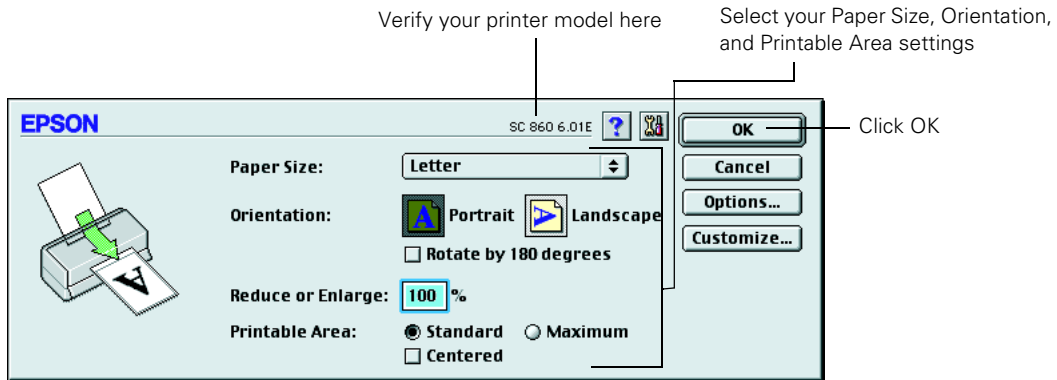 Verify your printer model here
Select your Paper Size, Orientation,
and Printable Area settings
EPSON
SC 860 6.01E
?
OK
Click OK
Paper Size:
Letter
Cancel
Orientation:
A
Portrait
A
Landscape
Options...
Rotate by 180 degrees
Customize...
A
Reduce or Enlarge:
100 %
Printable Area:
Standard
Maximum
Centered